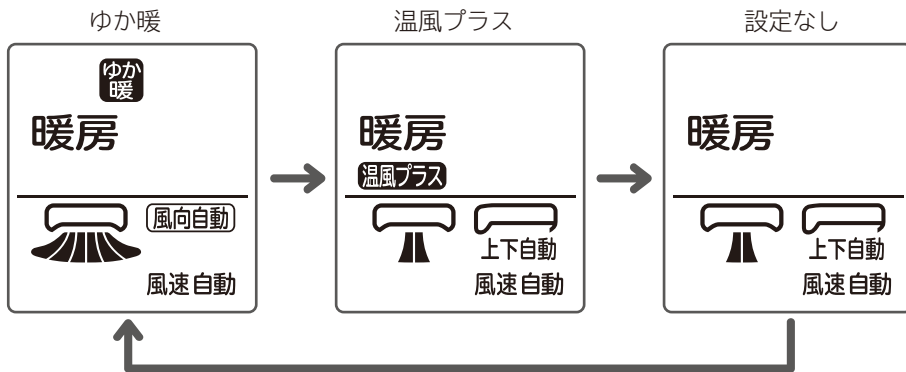 ゆか暖
ゆか
暖
暖房
風向自動
風速自動
温風プラス
暖房
温風プラス
上下自動
風速自動
設定なし
暖房
上下自動
風速自動